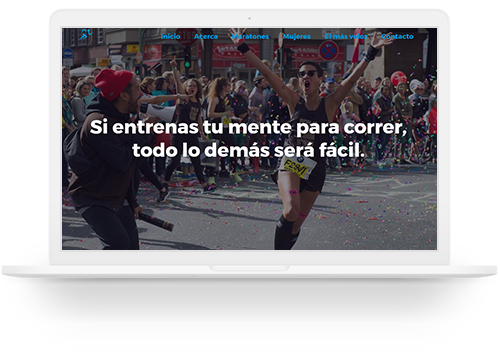 Inicio Acerca Maratones Mujeres El más veloz Contacto
Si entrenas tu mente para correr,
todo lo demás será fácil.